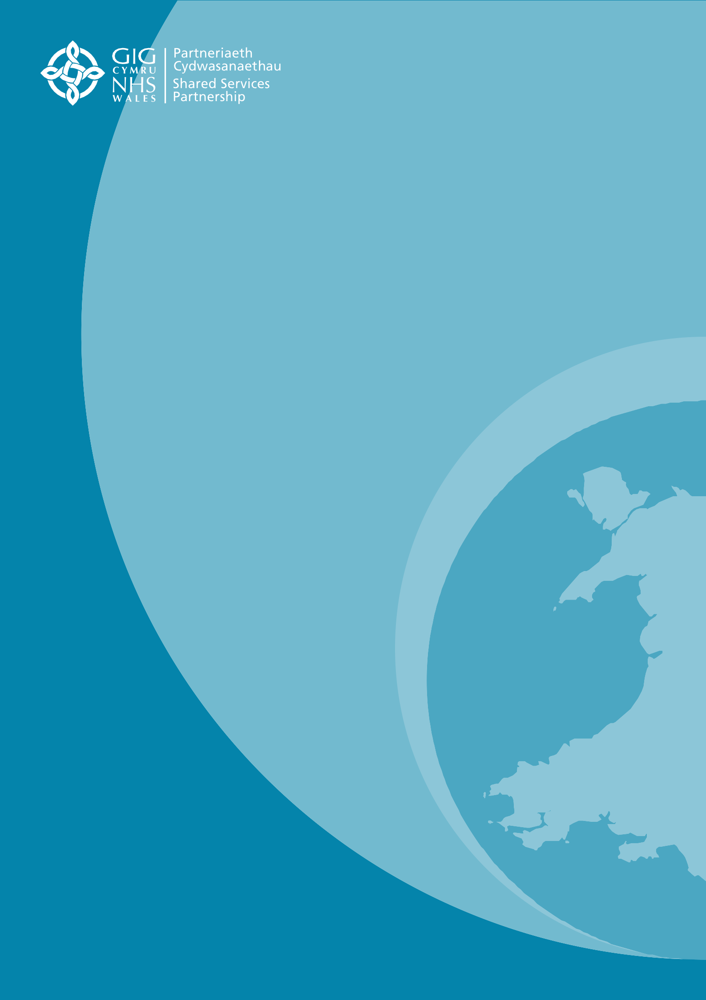 GIG
CYMRU
NHS
WALES
Partneriaeth
Cydwasanaethau
Shared Services
Partnership